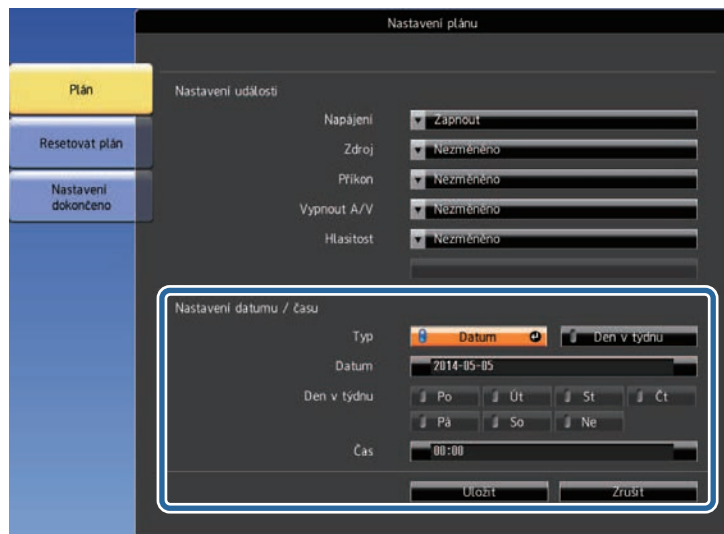 Nastavení plánu
Plán
Resetovat plán
Nastavení
dokončeno
Nastavení události
Napájení Zapnout
Zdroj Nezměněno
Příkon Nezměněno
Vypnout A/V Nezměněno
Hlasitost Nezměněno
Nastavení datumu / času
Typ Datum Den v týdnu
Datum 2014-05-05
Den v týdnu Po Út St Čt
Pá So Ne
Čas 00:00
Uložit Zrušit